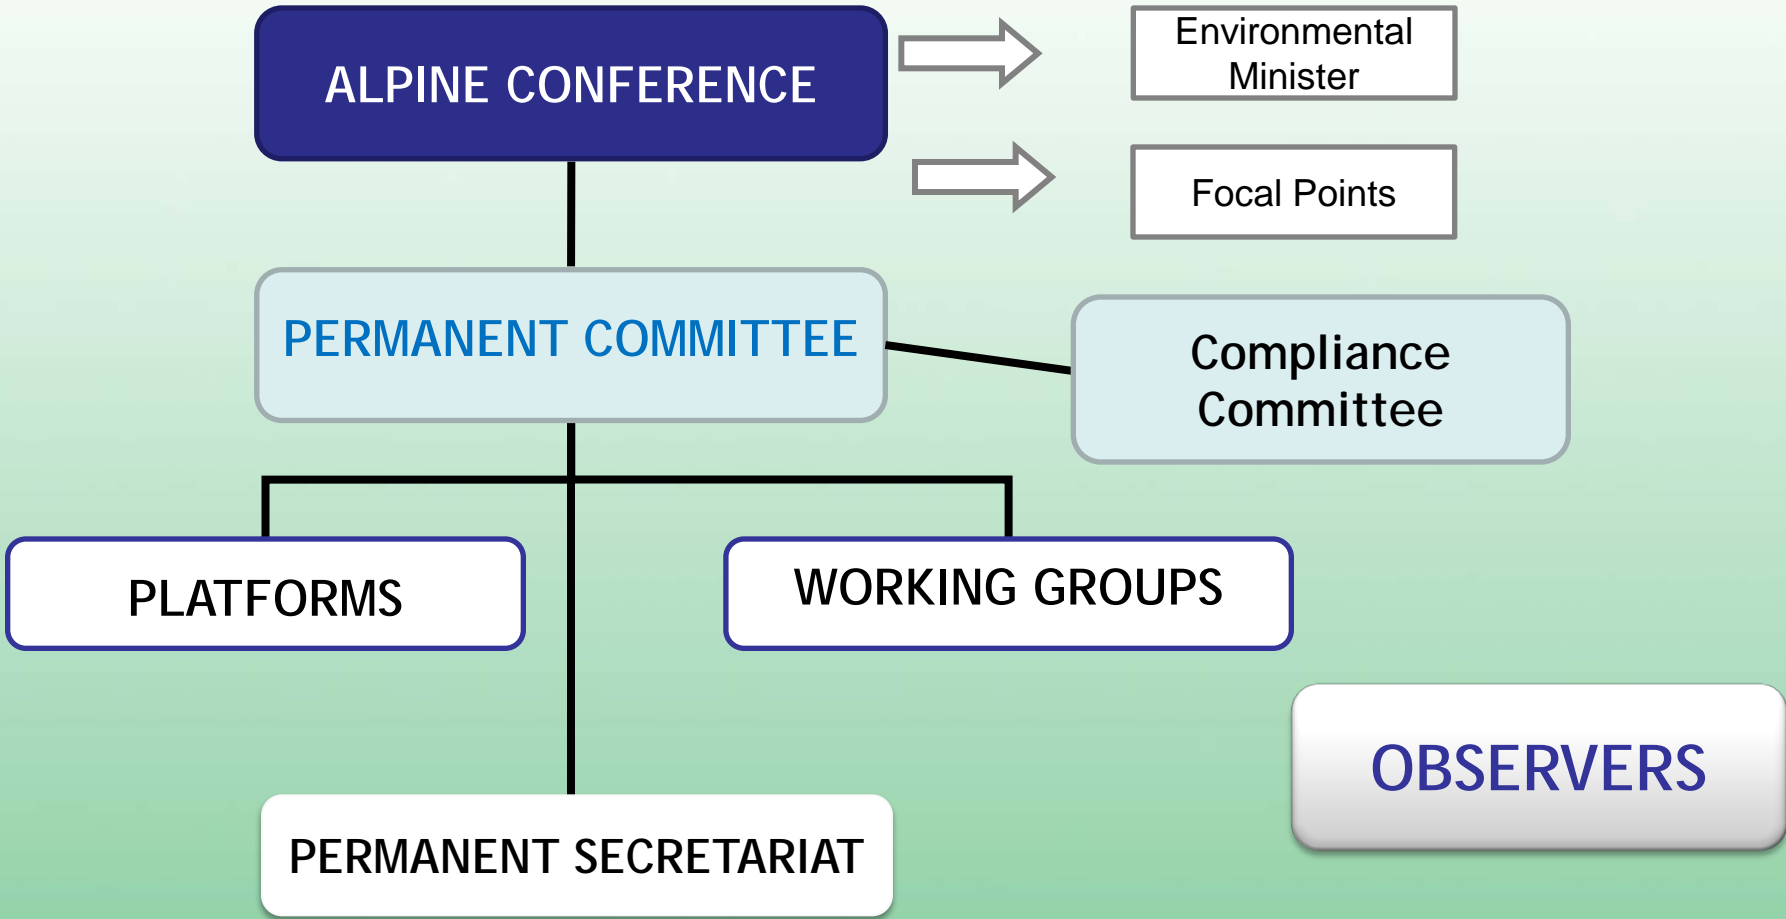 ALPINE CONFERENCE
Environmental
Minister
Focal Points
PERMANENT COMMITTEE
Compliance
Committee
PLATFORMS
WORKING GROUPS
OBSERVERS
PERMANENT SECRETARIAT